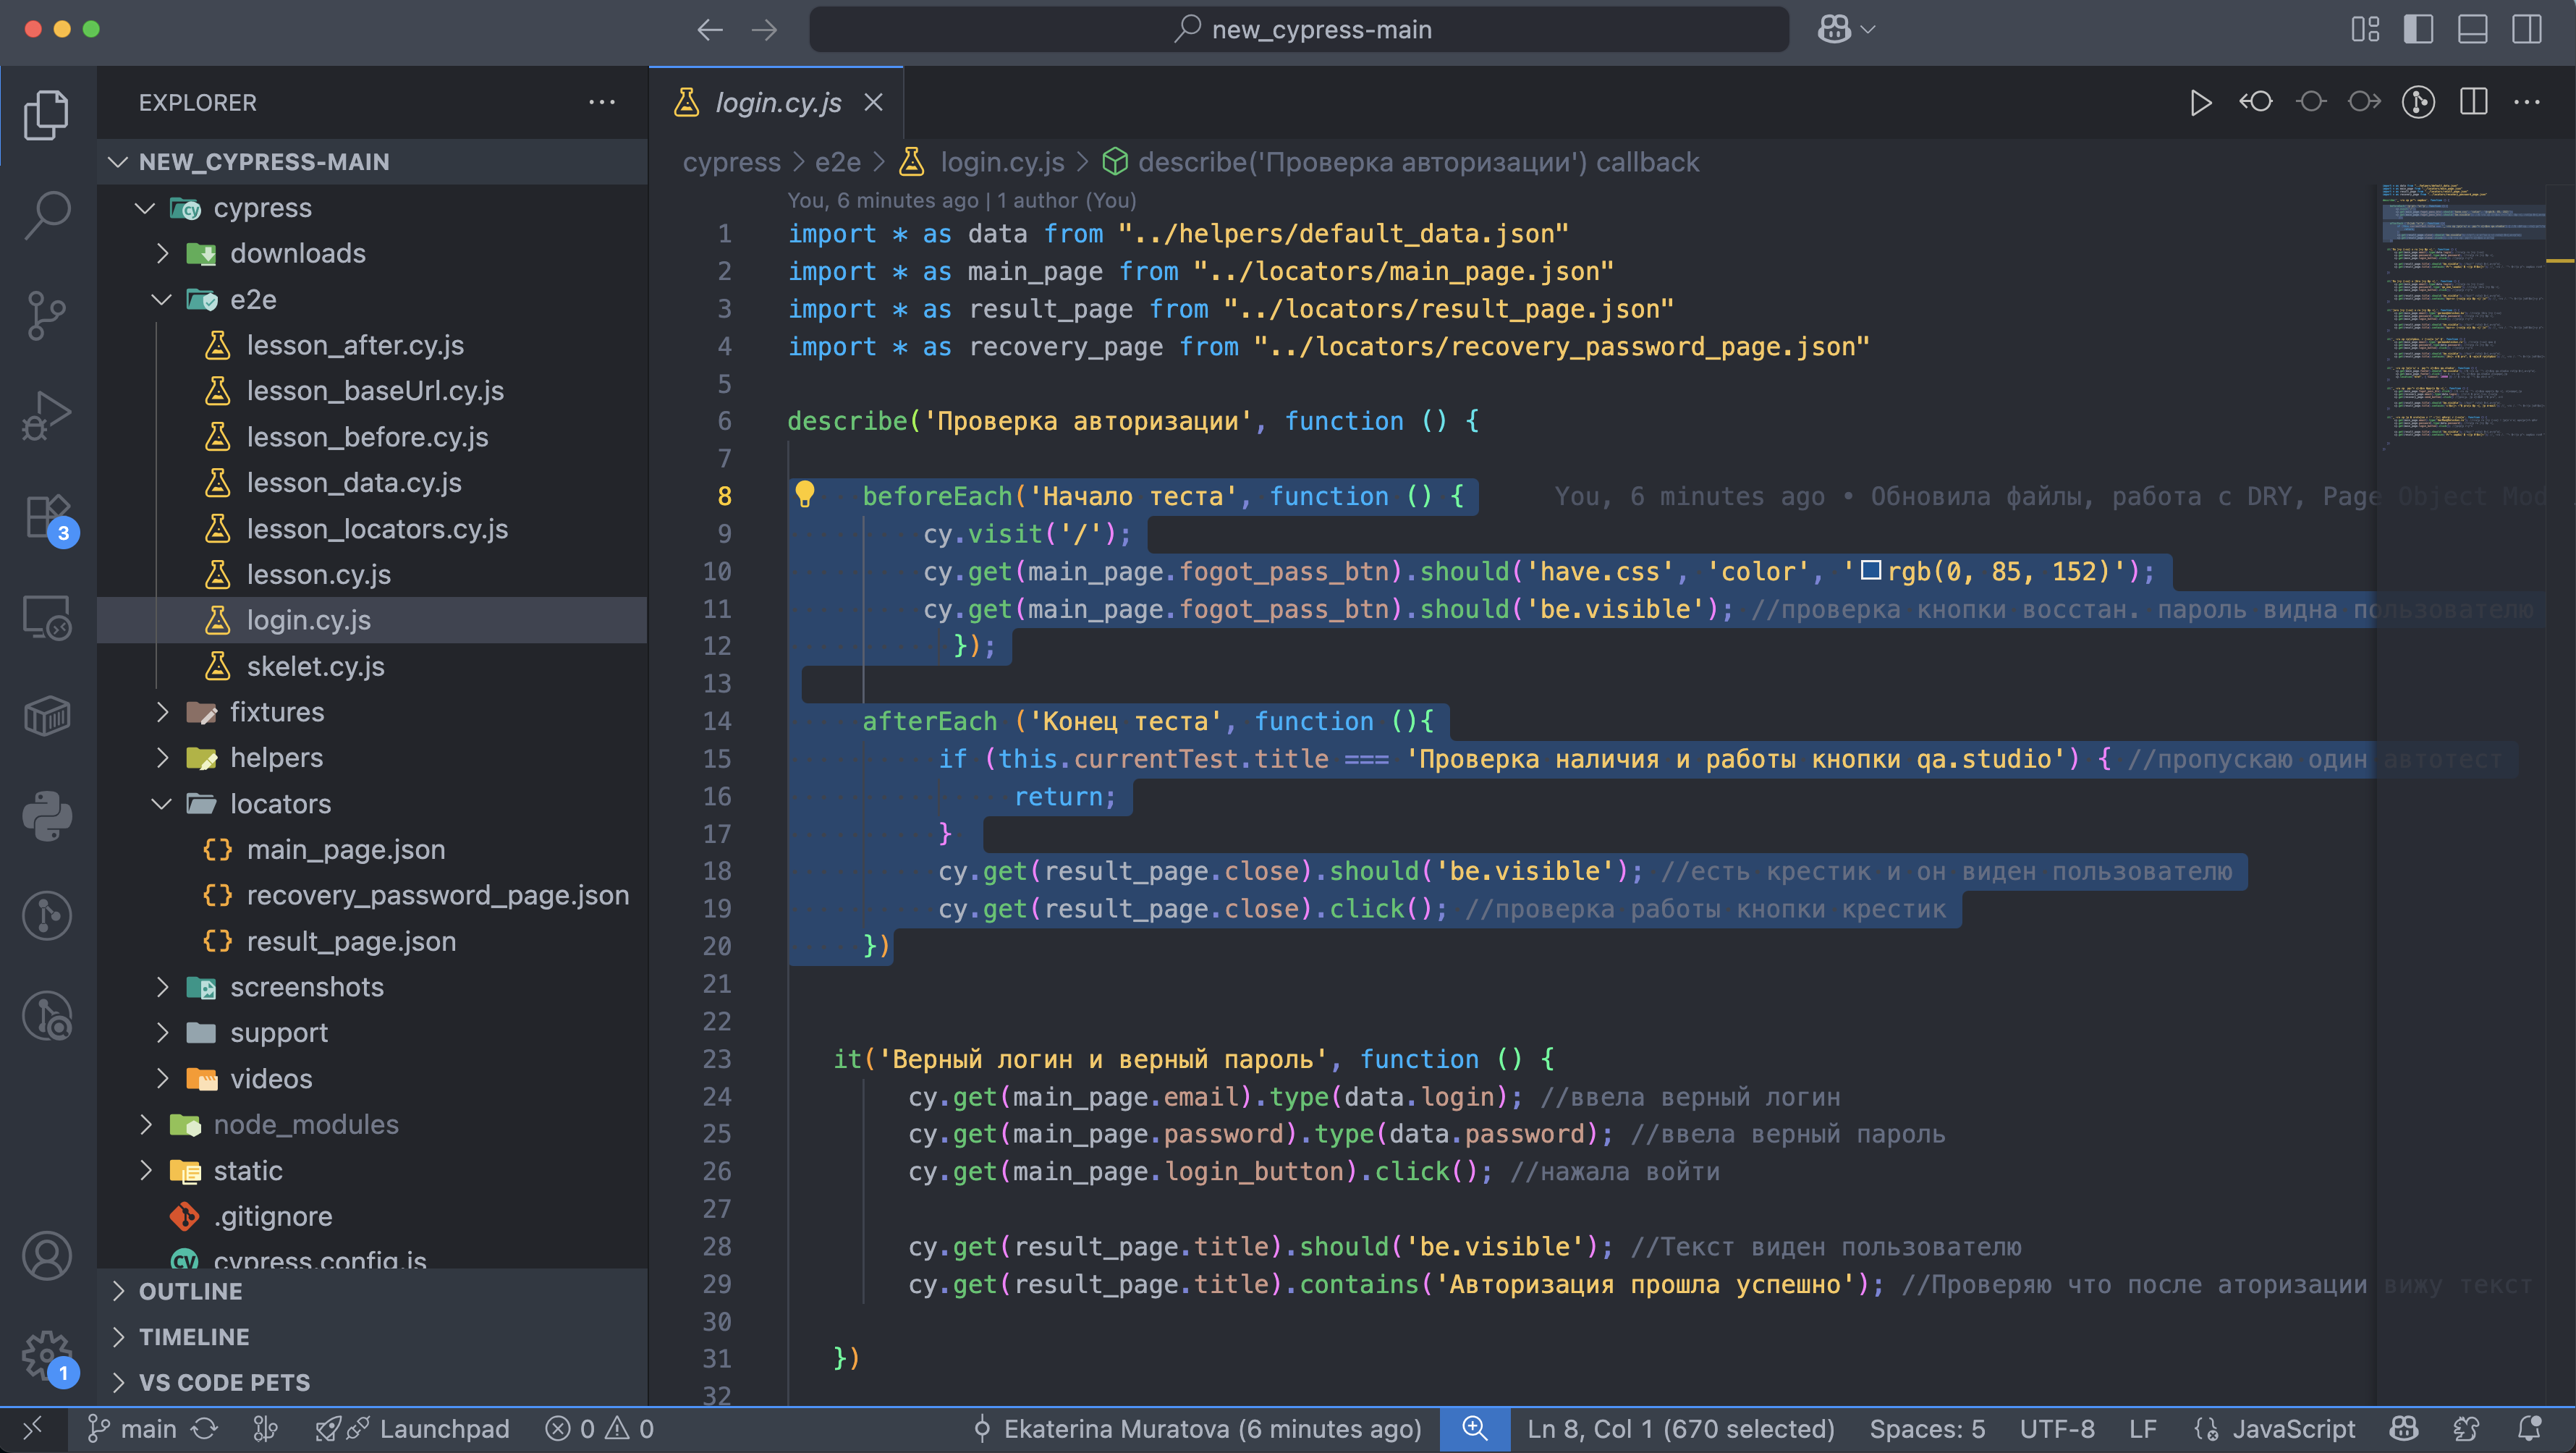 new_cypress-main
EXPLORER
NEW_CYPRESS-MAIN
cypress
downloads
e2e
lesson_after.cy.js
lesson_baseUrl.cy.js
lesson_before.cy.js
lesson_data.cy.js
lesson_locators.cy.js
lesson.cy.js
login.cy.js
skelet.cy.js
fixtures
helpers
locators
main_page.json
recovery_password_page.json
result_page.json
screenshots
support
videos
node_modules
static
.gitignore
cypress.config.js
OUTLINE
TIMELINE
VS CODE PETS
3
1
login.cy.js
cypress > e2e > login.cy.js > describe('Проверка авторизации') callback
You, 6 minutes ago | 1 author (You)
1 import * as data from "../helpers/default_data.json"
2 import * as main_page from "../locators/main_page.json"
3 import * as result_page from "../locators/result_page.json"
4 import * as recovery_page from "../locators/recovery_password_page.json"
5
6 describe('Проверка авторизации', function () {
7
8 beforeEach('Начало теста', function () { You, 6 minutes ago • Обновила файлы, работа с DRY, Page Object Mod
9 cy.visit('/');
10 cy.get(main_page.fogot_pass_btn).should('have.css', 'color', 'rgb(0, 85, 152)');
11 cy.get(main_page.fogot_pass_btn).should('be.visible'); //проверка кнопки восстан. пароль видна пользователю
12 });
13
14 afterEach ('Конец теста', function (){
15 if (this.currentTest.title === 'Проверка наличия и работы кнопки qa.studio') { //пропускаю один автотест
16 return;
17 }
18 cy.get(result_page.close).should('be.visible'); //есть крестик и он виден пользователю
19 cy.get(result_page.close).click(); //проверка работы кнопки крестик
20 })
21
22
23 it('Верный логин и верный пароль', function () {
24 cy.get(main_page.email).type(data.login); //ввела верный логин
25 cy.get(main_page.password).type(data.password); //ввела верный пароль
26 cy.get(main_page.login_button).click(); //нажала войти
27
28 cy.get(result_page.title).should('be.visible'); //Текст виден пользователю
29 cy.get(result_page.title).contains('Авторизация прошла успешно'); //Проверяю что после аторизации вижу текст
30
31 })
32
main Launchpad 0 0 Ekaterina Muratova (6 minutes ago) Ln 8, Col 1 (670 selected) Spaces: 5 UTF-8 LF JavaScript